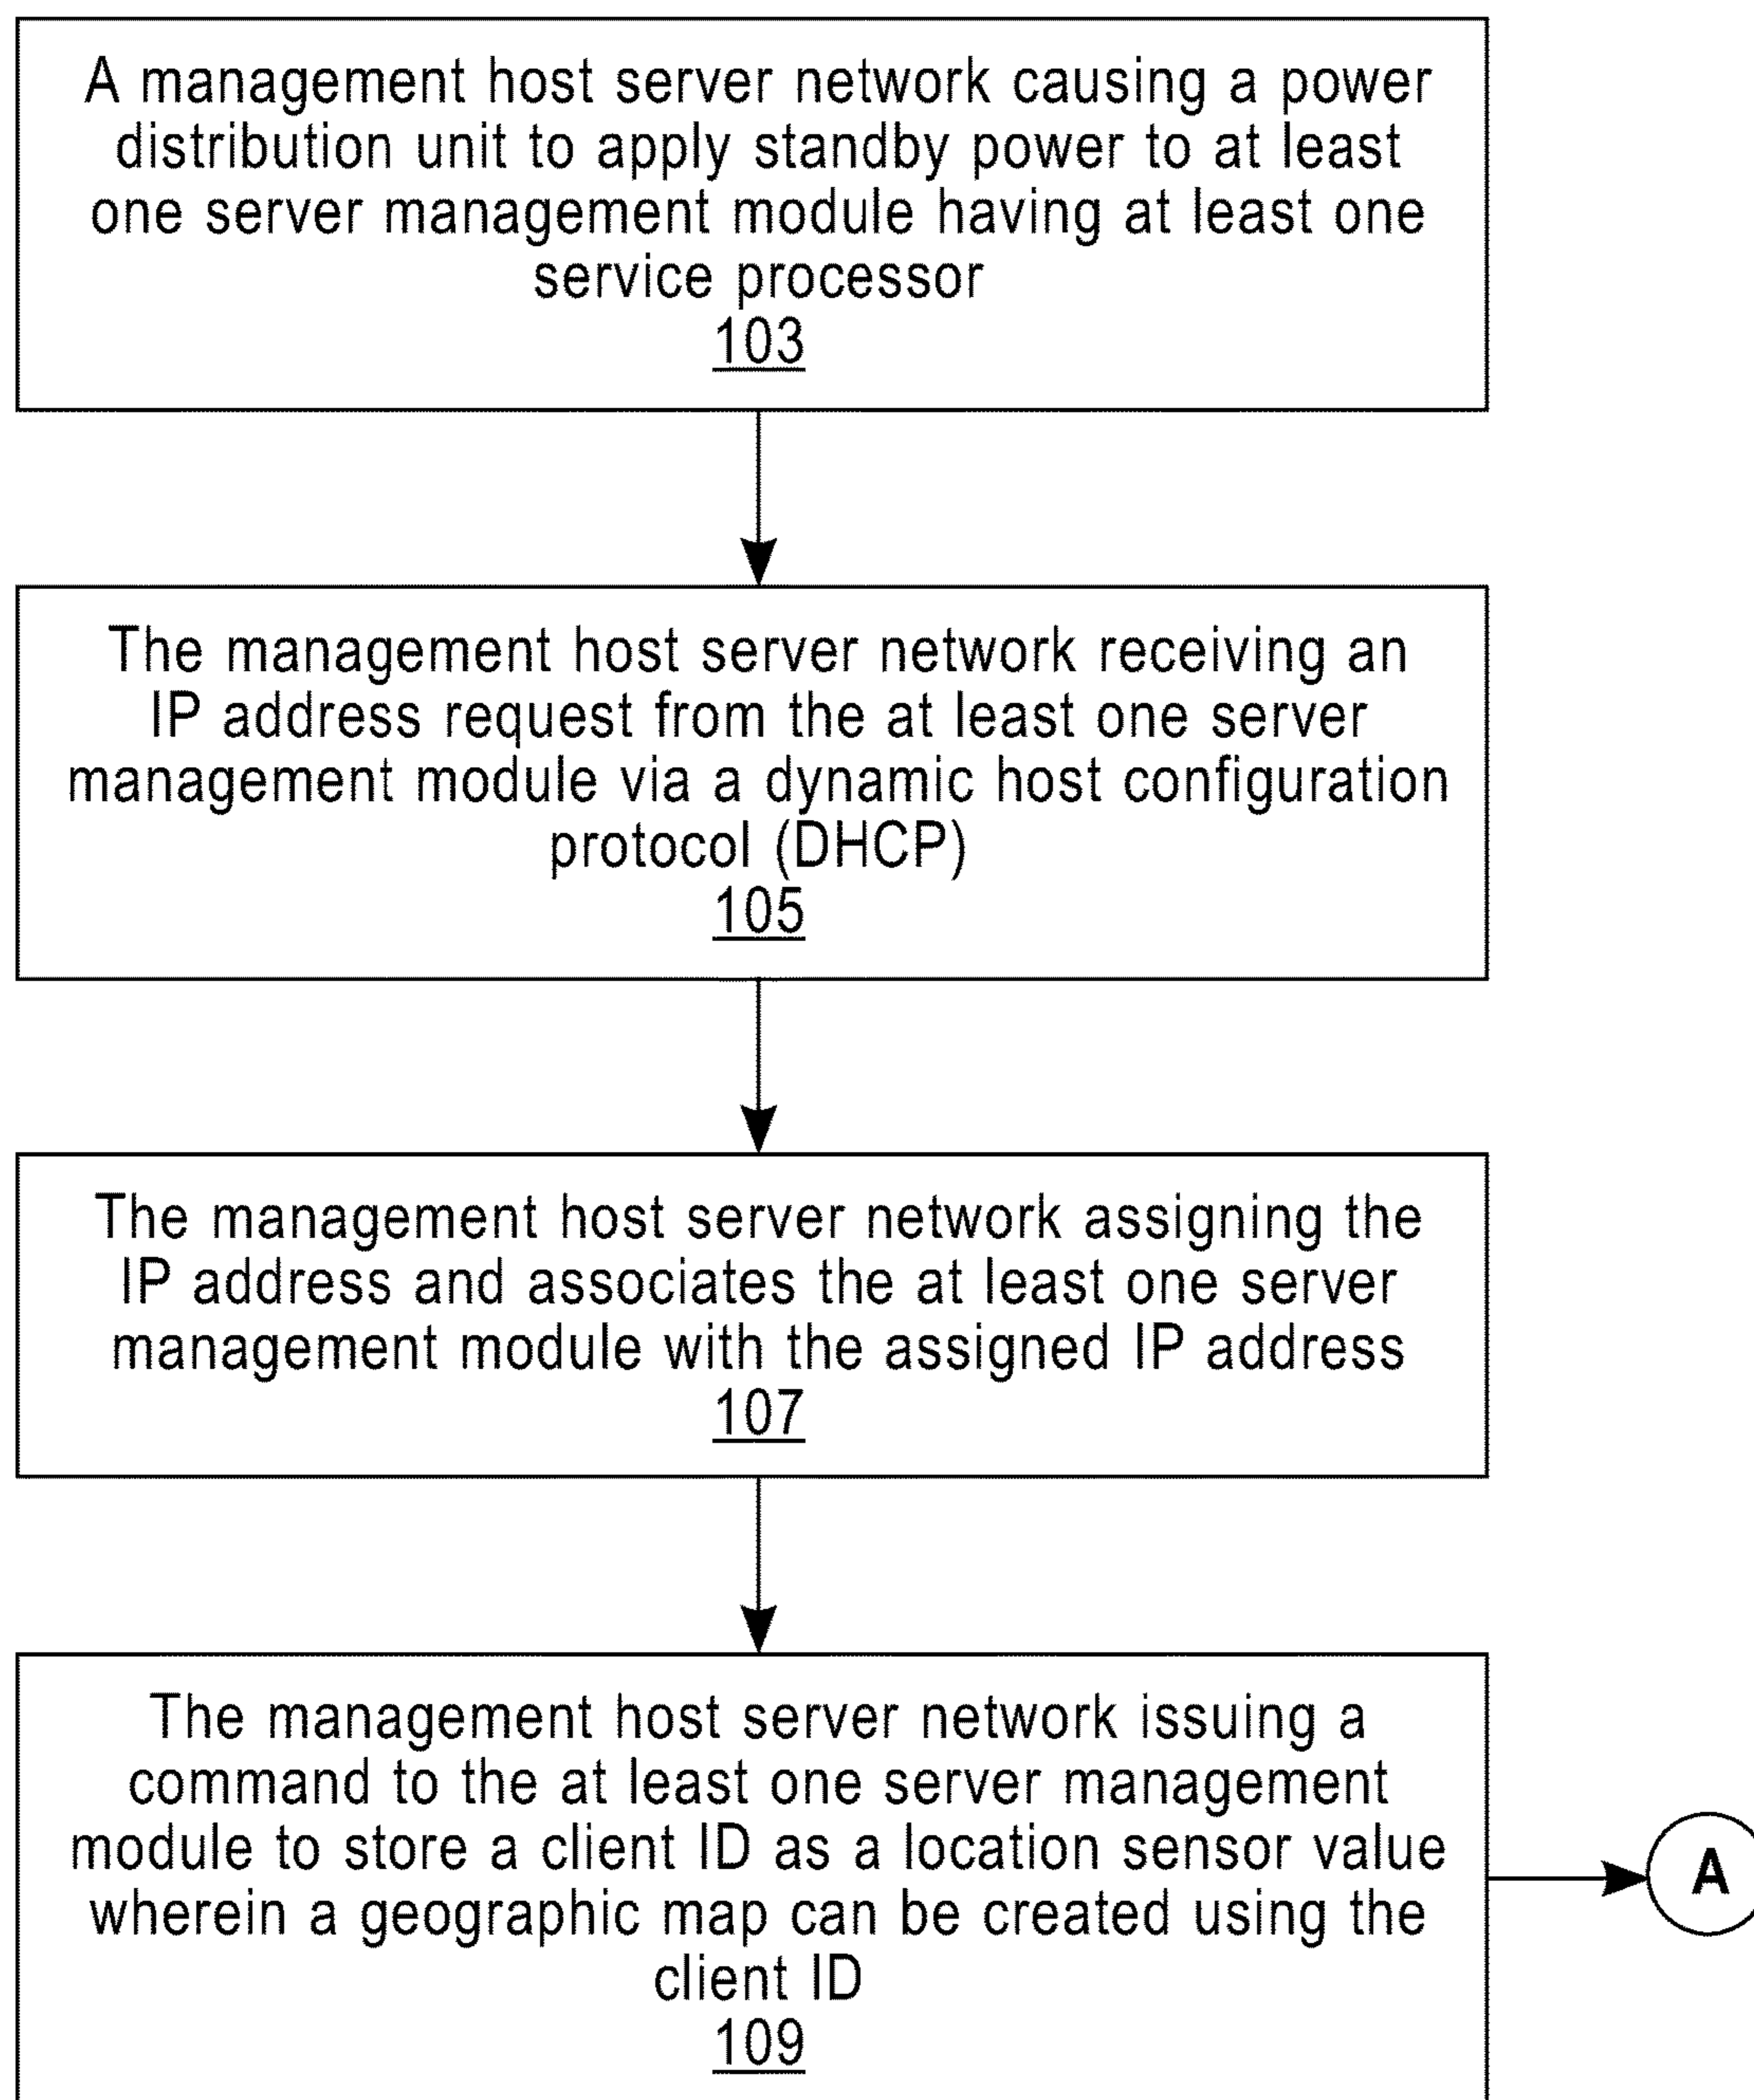 A management host server network causing a power
distribution unit to apply standby power to at least
one server management module having at least one
service processor
103
The management host server network receiving an
IP address request from the at least one server
management module via a dynamic host configuration
protocol (DHCP)
105
The management host server network assigning the
IP address and associates the at least one server
management module with the assigned IP address
107
The management host server network issuing a
command to the at least one server management
module to store a client ID as a location sensor value
wherein a geographic map can be created using the
client ID
109
A